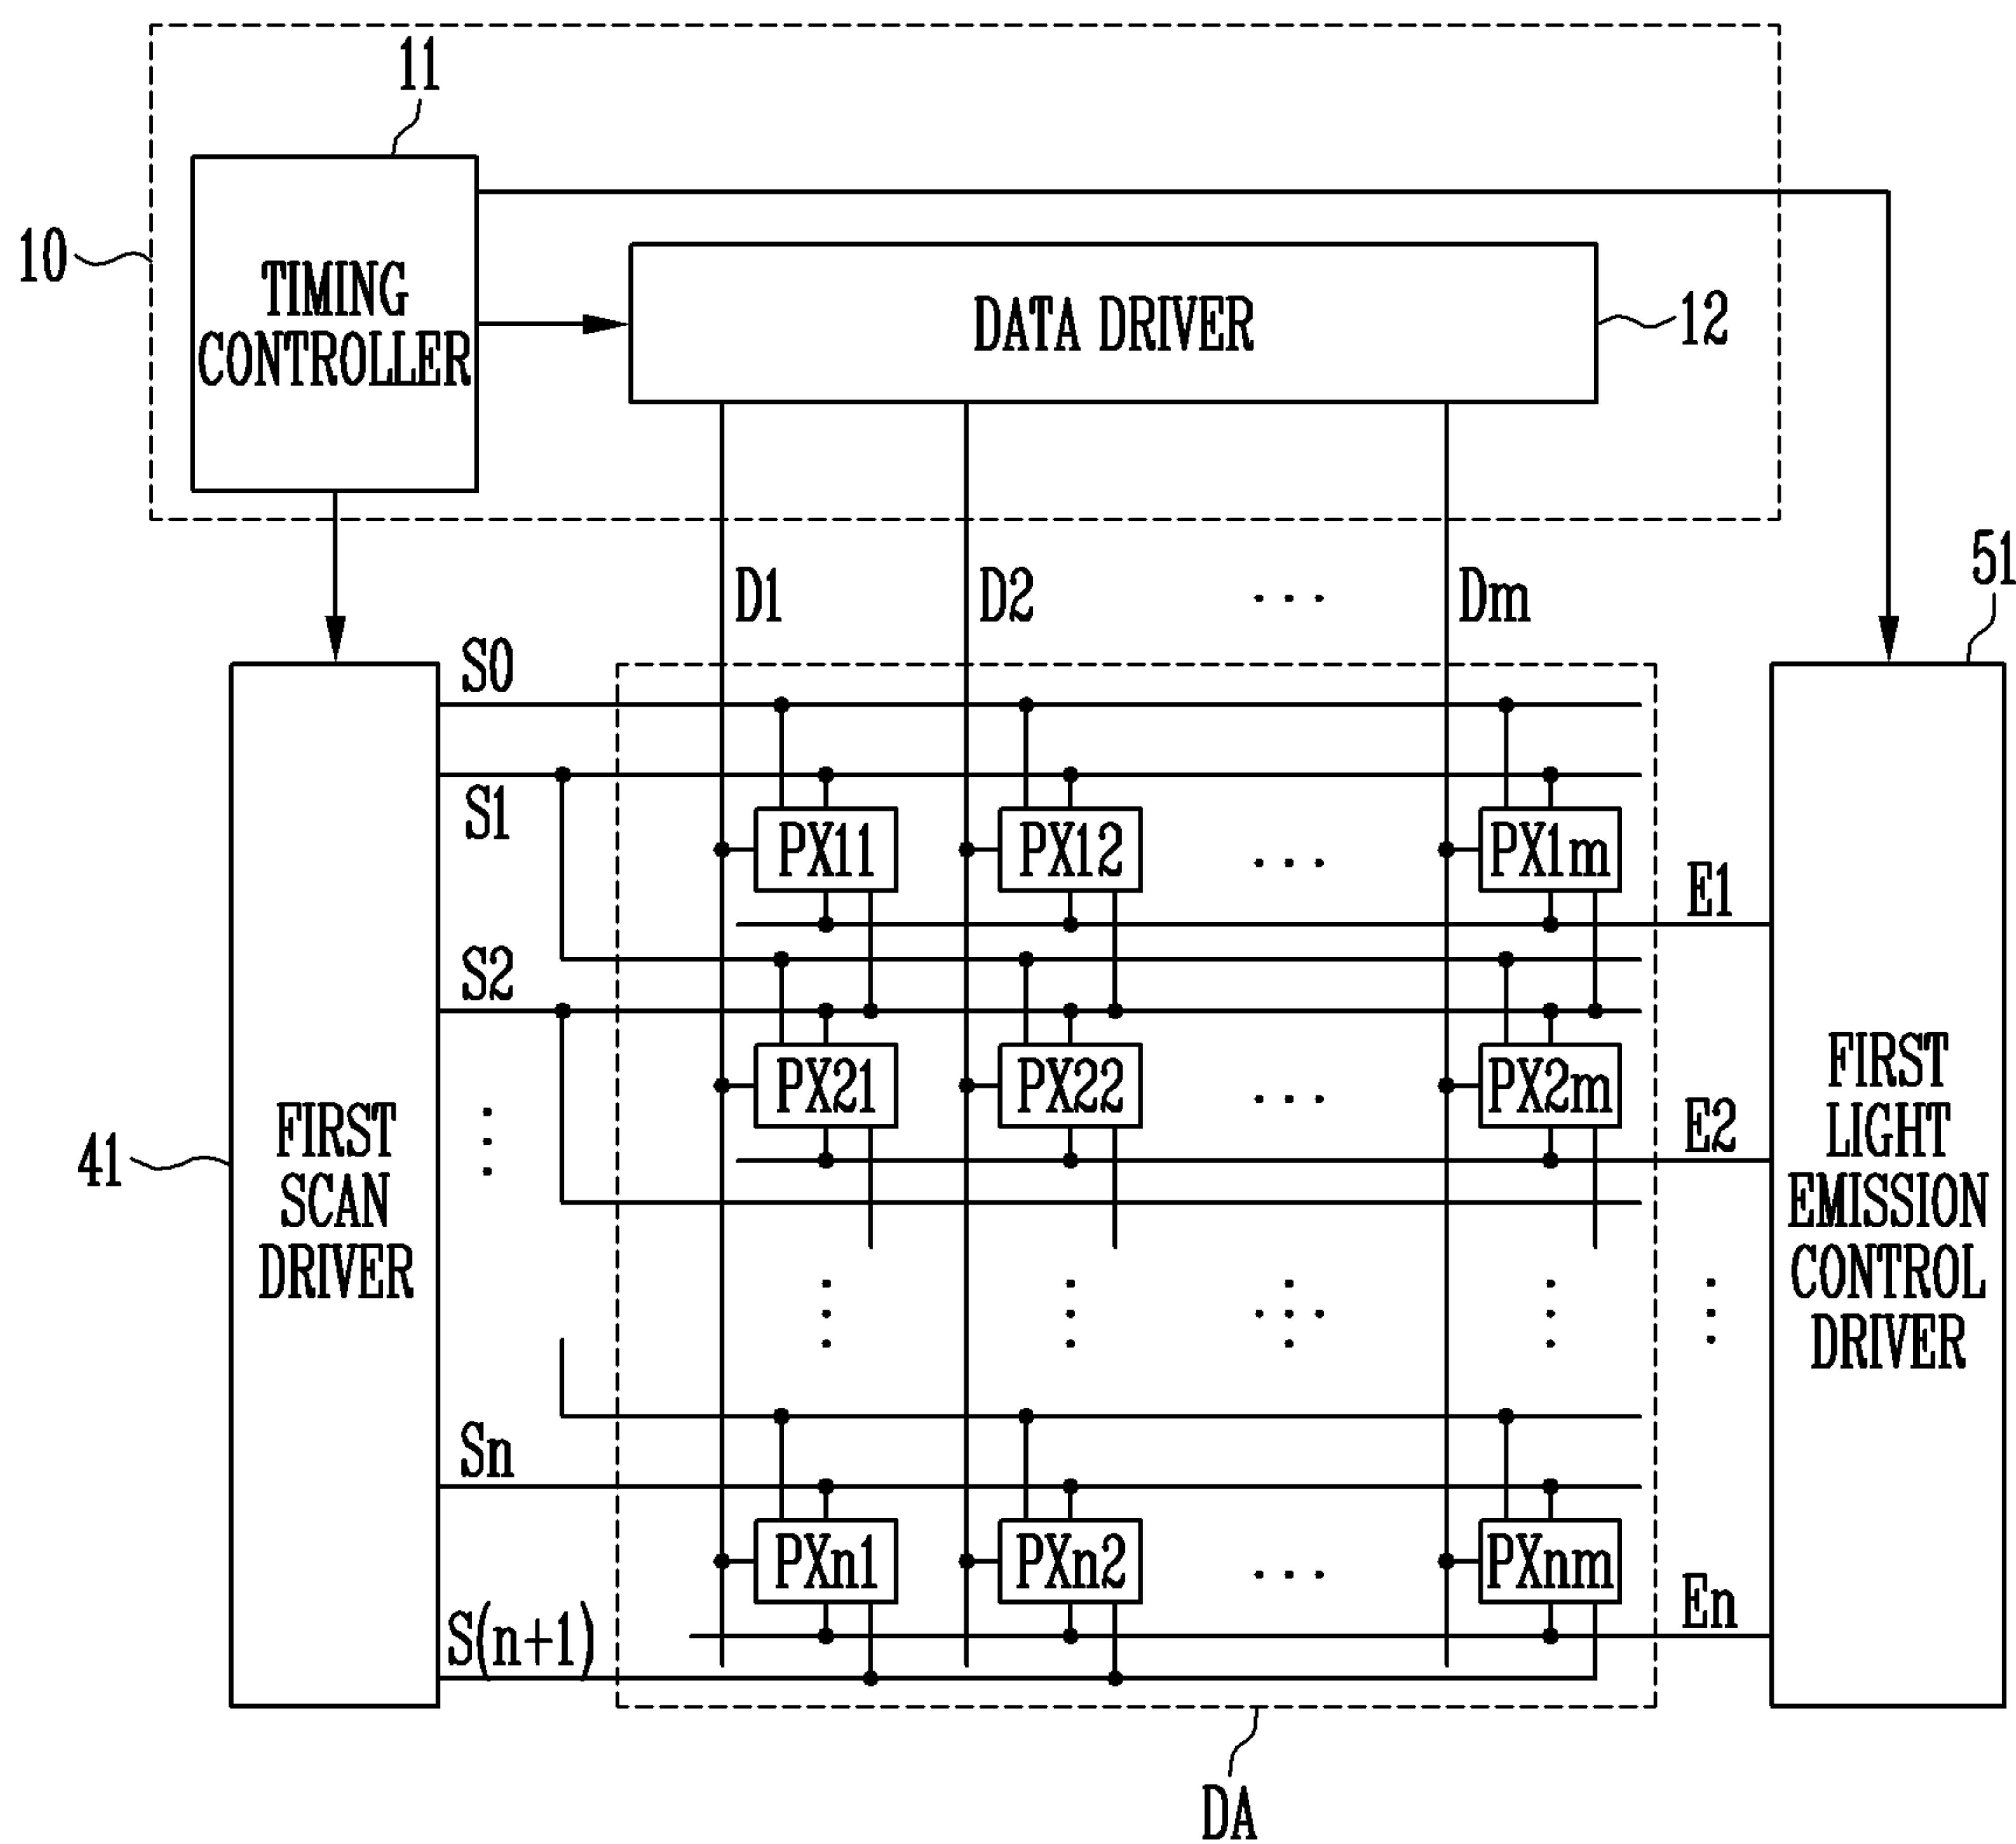 11
10
TIMING
CONTROLLER
DATA DRIVER
12
51
D1 D2 ... Dm
S0
S1
PX11 PX12 ... PX1m
E1
S2
PX21 PX22 ... PX2m
E2
41
FIRST
SCAN
DRIVER
FIRST
LIGHT
EMISSION
CONTROL
DRIVER
Sn
PXn1 PXn2 ... PXnm
En
S(n+1)
DA